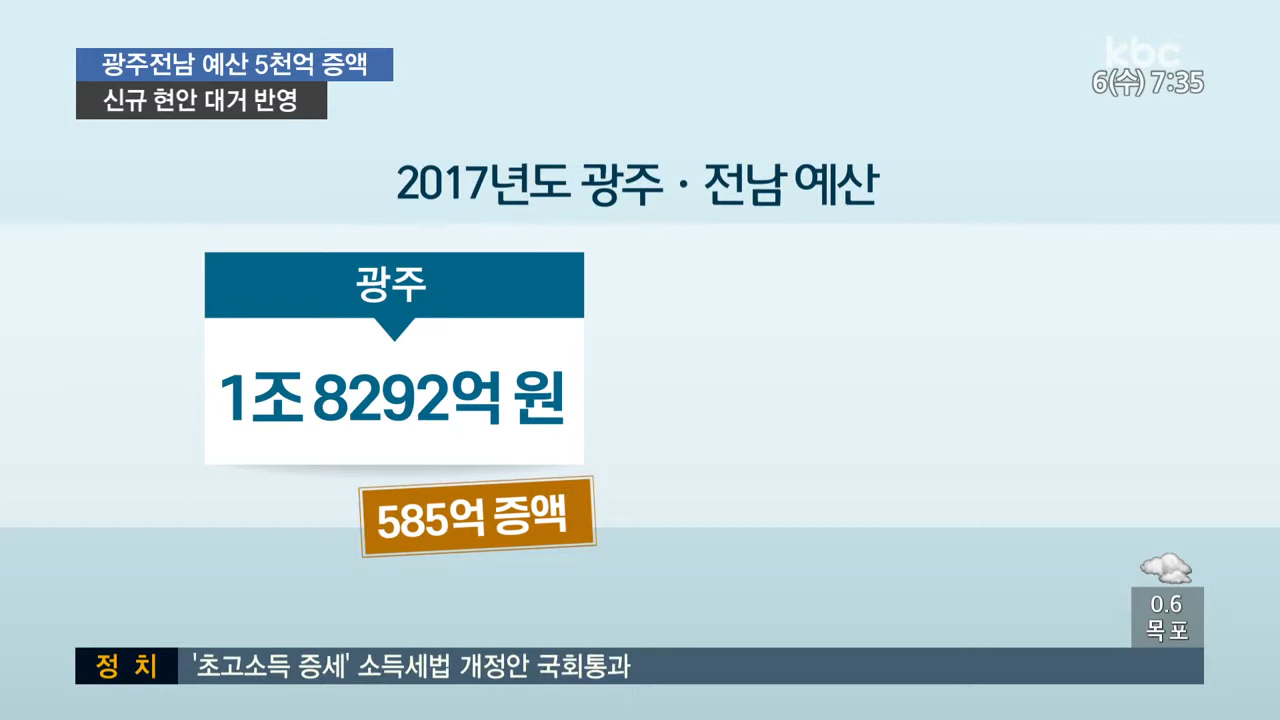 광주전남 예산 5천억 증액
신규 현안 대거 반영
kbc
6(수) 7:35
2017년도 광주 · 전남 예산
광주
1조 8292억 원
585억 증액
0.6
목포
정 치 '초고소득 증세' 소득세법 개정안 국회통과